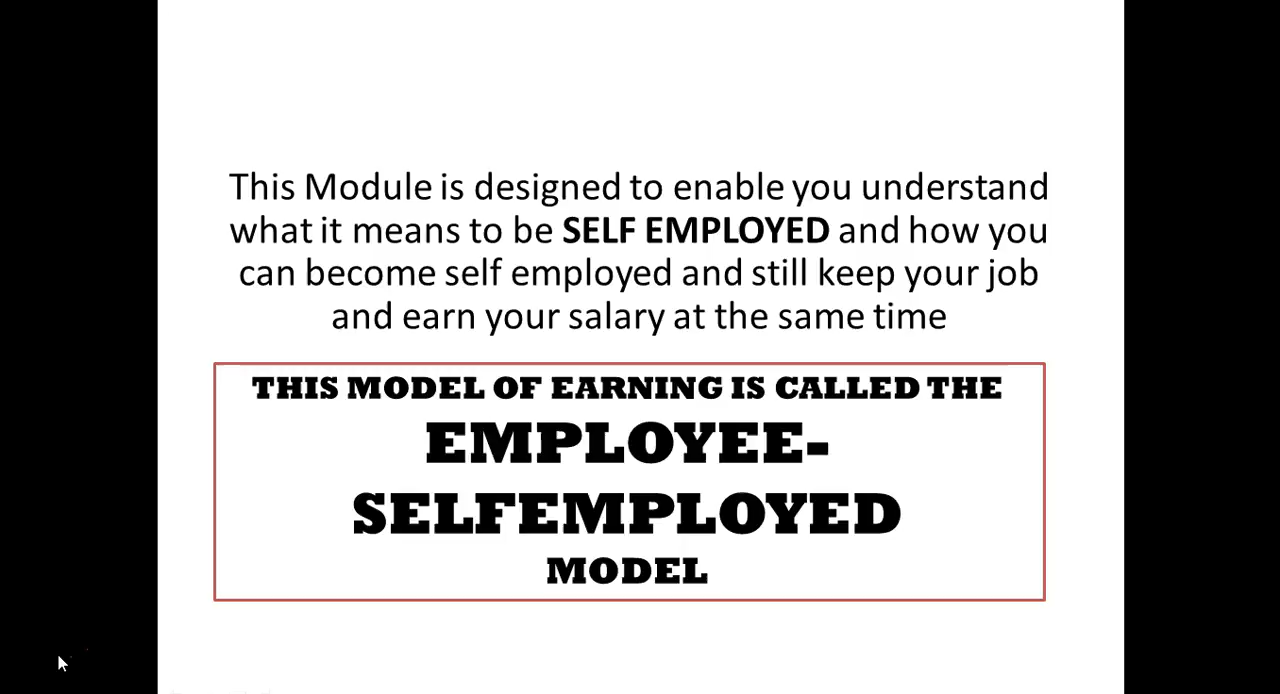 This Module is designed to enable you understand
what it means to be SELF EMPLOYED and how you
can become self employed and still keep your job
and earn your salary at the same time
THIS MODEL OF EARNING IS CALLED THE
EMPLOYEE-
SELFEMPLOYED
MODEL